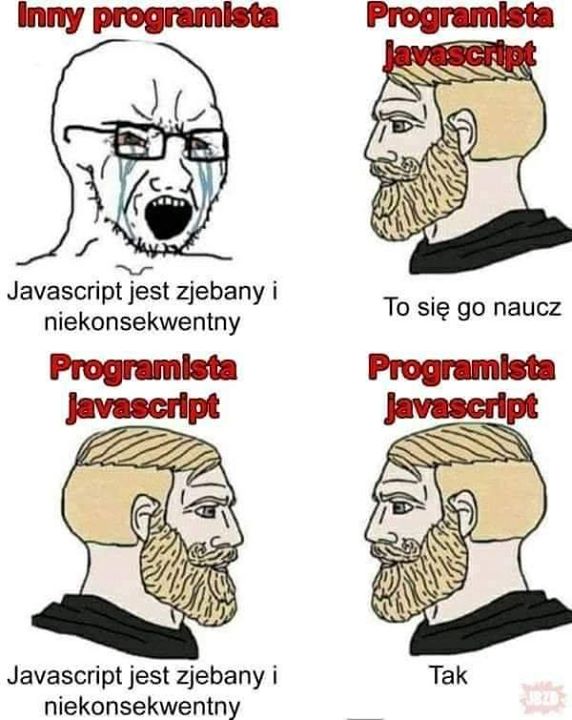 Inny programista
Programista
javascript
Javascript jest zjebany i
niekonsekwentny
To się go naucz
Programista
javascript
Programista
javascript
Javascript jest zjebany i
niekonsekwentny
Tak
JBZD